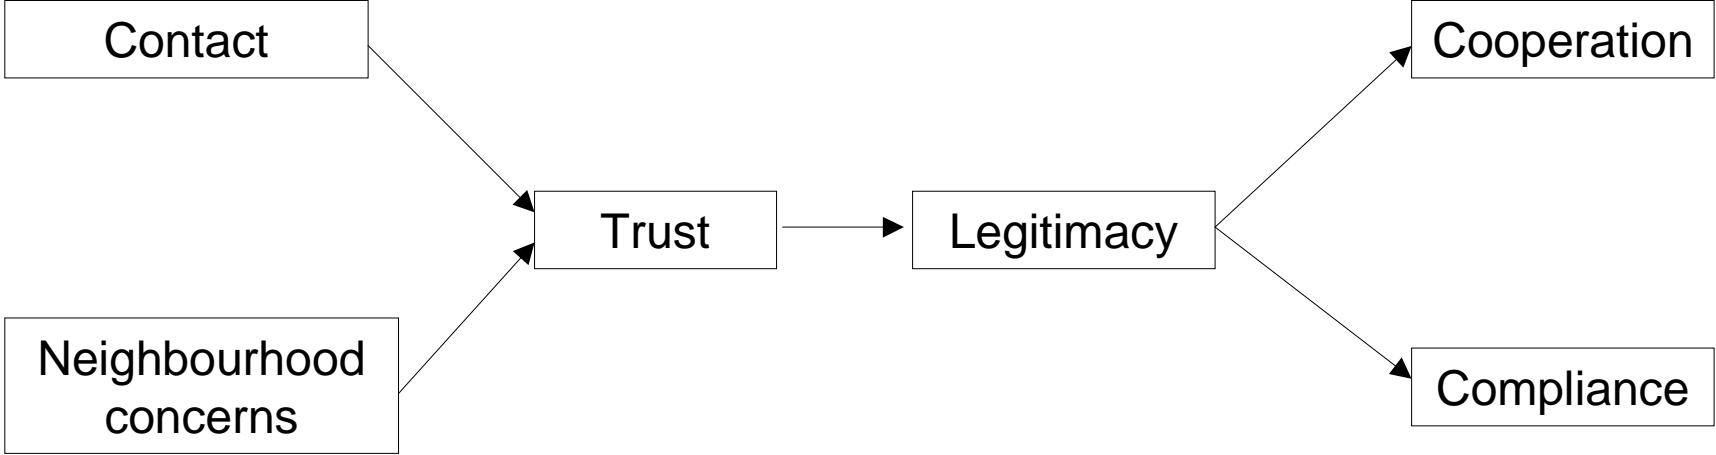 Contact
Cooperation
Trust
Legitimacy
Neighbourhood
concerns
Compliance